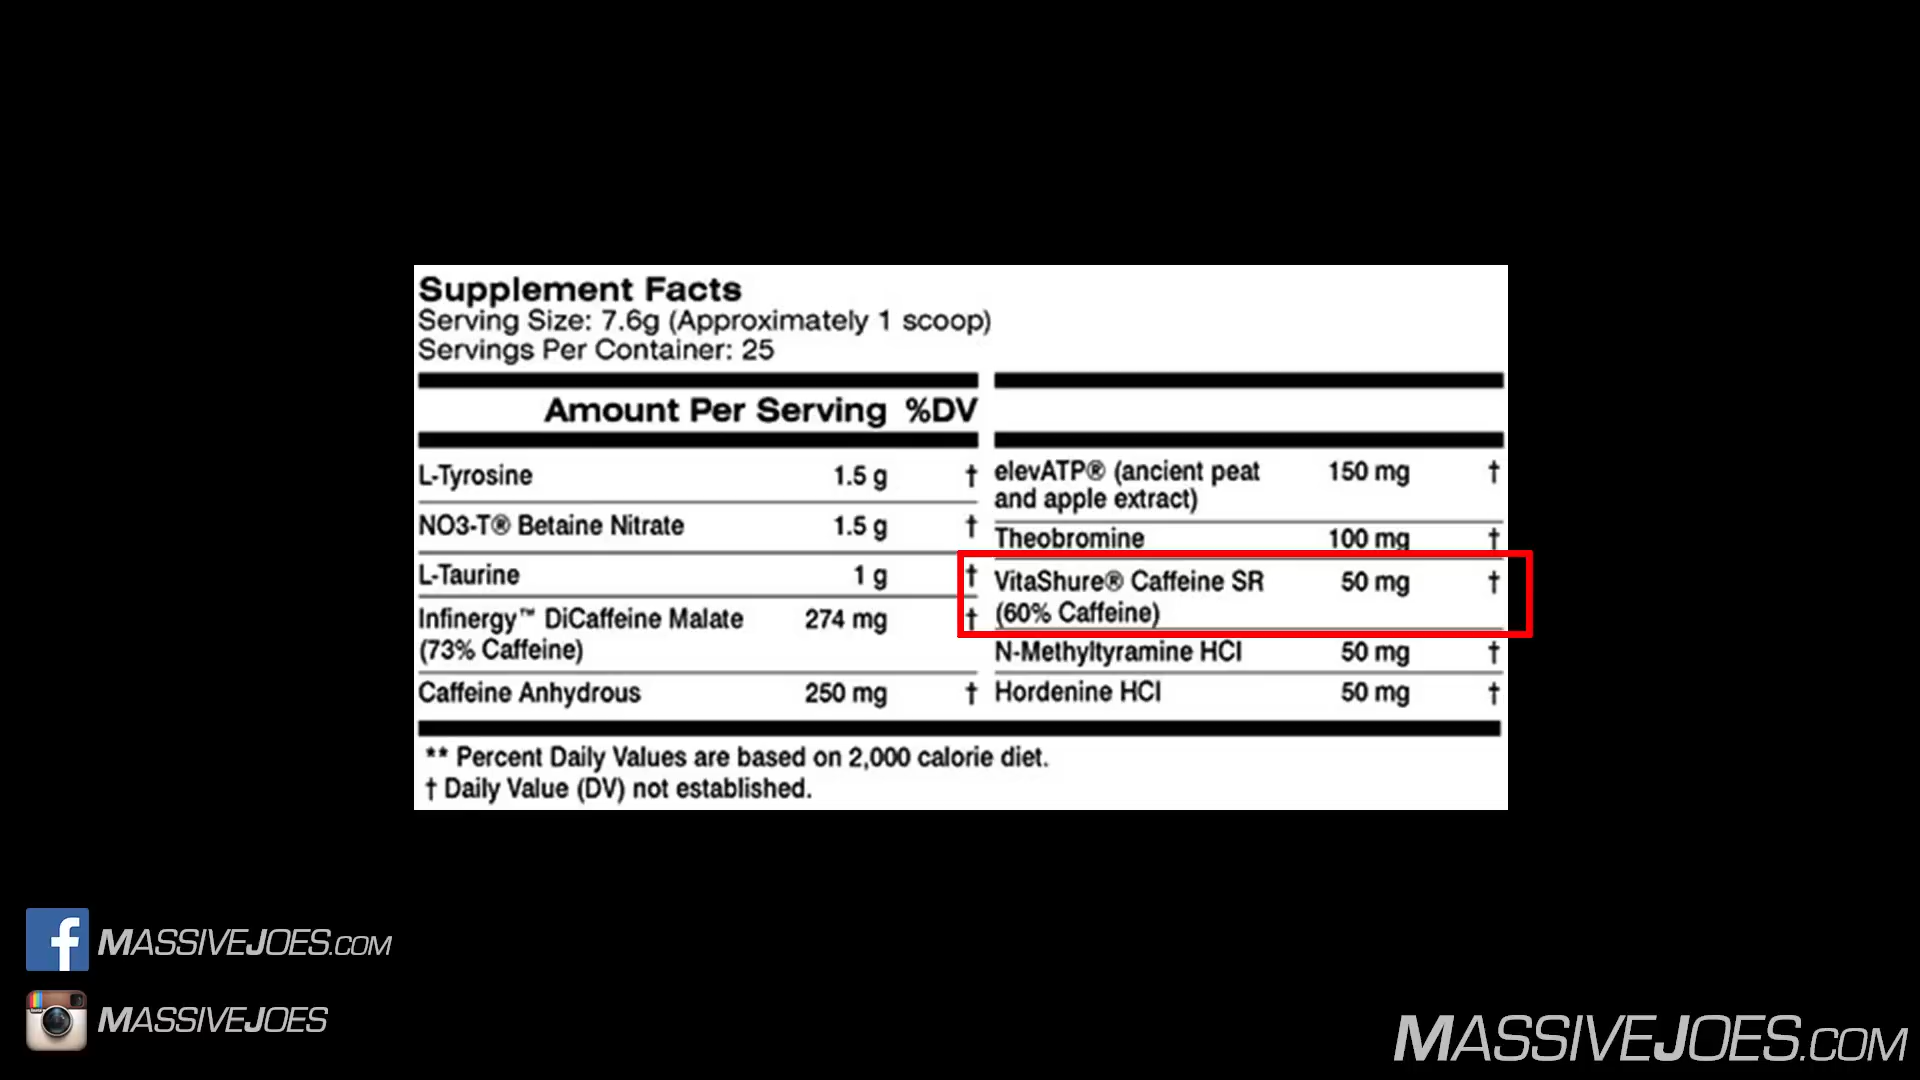 Supplement Facts
Serving Size: 7.6g (Approximately 1 scoop)
Servings Per Container: 25
Amount Per Serving %DV
L-Tyrosine 1.5 g †
NO3-T® Betaine Nitrate 1.5 g †
L-Taurine 1 g †
Infinergy™ DiCaffeine Malate 274 mg †
(73% Caffeine)
Caffeine Anhydrous 250 mg †
elevATP® (ancient peat 150 mg †
and apple extract)
Theobromine 100 mg †
VitaShure® Caffeine SR 50 mg †
(60% Caffeine)
N-Methyltyramine HCl 50 mg †
Hordenine HCl 50 mg †
** Percent Daily Values are based on 2,000 calorie diet.
† Daily Value (DV) not established.
f MASSIVEJOES.COM
MASSIVEJOES
MASSIVEJOES.COM